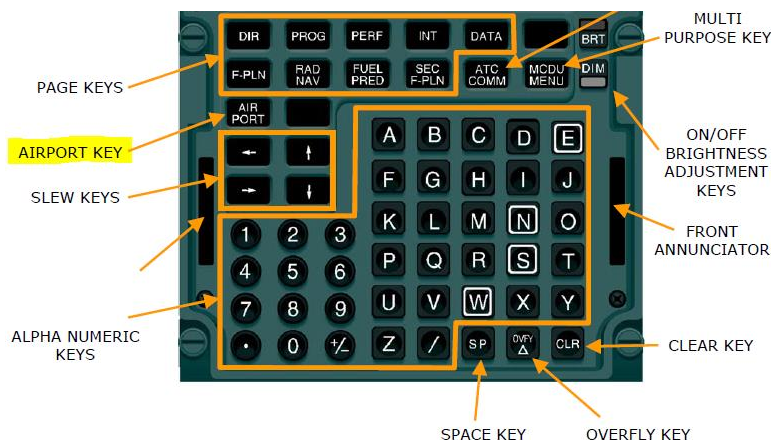 MULTI
PURPOSE KEY
DIR PROG PERF INT DATA BRT
F-PLN RAD NAV FUEL PRED SEC F-PLN ATC COMM MCDU MENU DIM
PAGE KEYS
AIR PORT
AIRPORT KEY
← ↑
→ ↓
SLEW KEYS
ON/OFF
BRIGHTNESS
ADJUSTMENT
KEYS
FRONT
ANNUNCIATOR
A B C D E
F G H I J
K L M N O
P Q R S T
U V W X Y
Z / SP OVFY Δ CLR
1 2 3
4 5 6
7 8 9
. 0 +/-
ALPHA NUMERIC
KEYS
CLEAR KEY
SPACE KEY
OVERFLY KEY